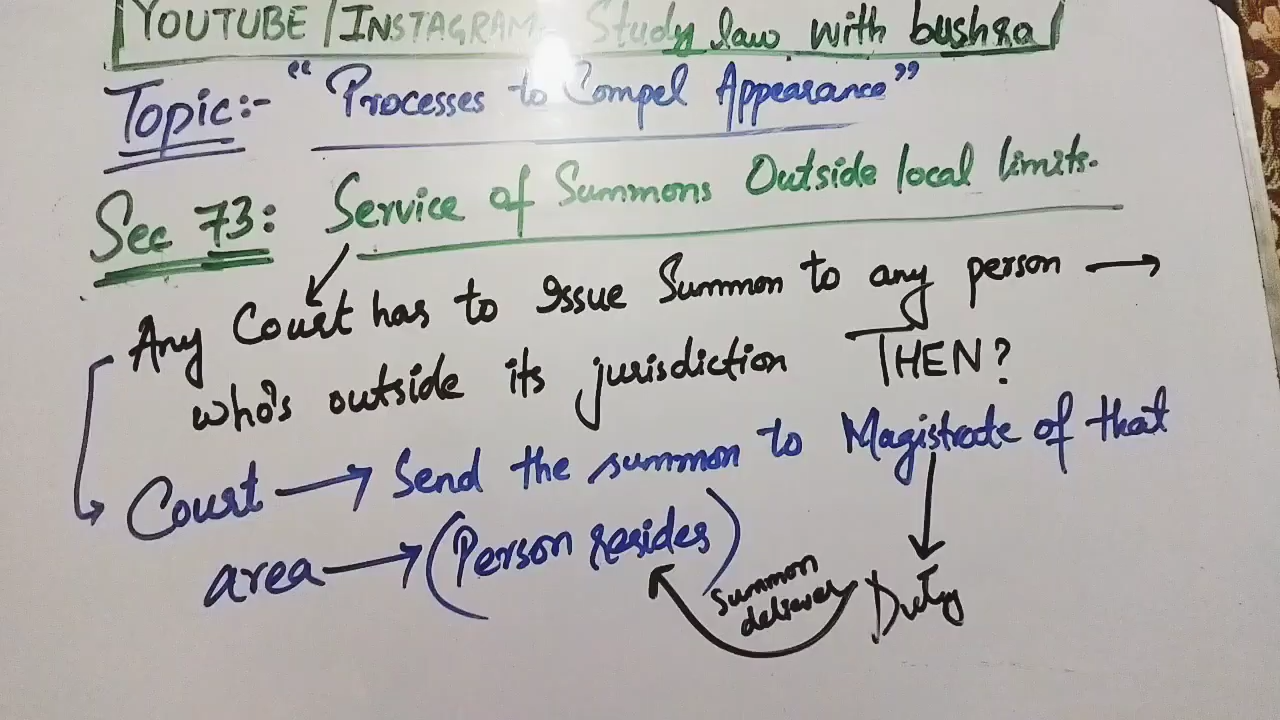 YOUTUBE / INSTAGRAM - Study law with bushra
Topic:- "Processes to Compel Appearance"
Sec 73: Service of Summons Outside local limits.
Any Court has to Issue Summon to any person →
who's outside its jurisdiction THEN?
Court → Send the summon to Magistrate of that
area → (Person resides)
Summon
deliver
Duty